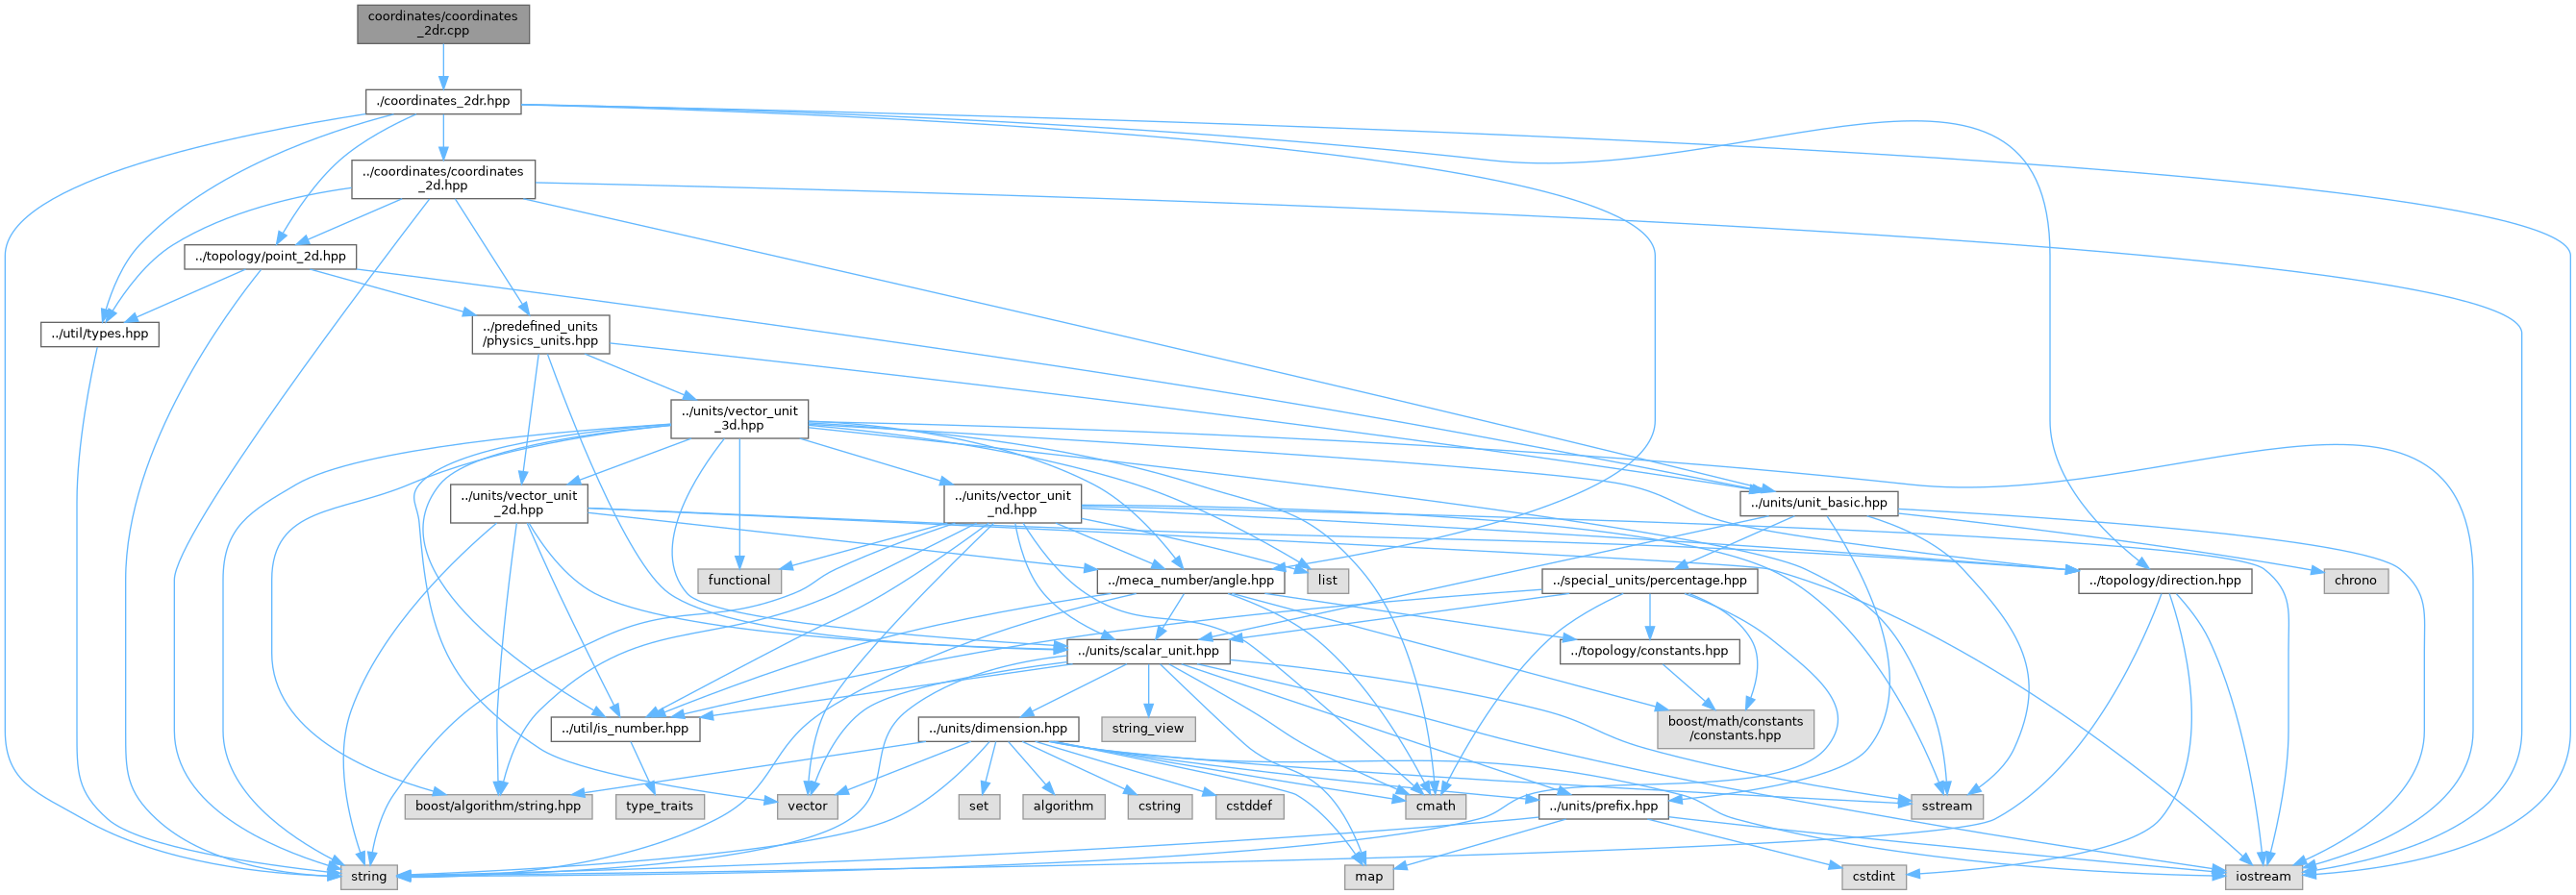 coordinates/coordinates
_2dr.cpp
./coordinates_2dr.hpp
../coordinates/coordinates
_2d.hpp
../topology/point_2d.hpp
../util/types.hpp
../predefined_units
/physics_units.hpp
../units/vector_unit
_3d.hpp
../units/vector_unit
_2d.hpp
../units/vector_unit
_nd.hpp
../units/unit_basic.hpp
functional
../meca_number/angle.hpp
list
../special_units/percentage.hpp
../topology/direction.hpp
chrono
../units/scalar_unit.hpp
../topology/constants.hpp
../util/is_number.hpp
../units/dimension.hpp
string_view
boost/math/constants
/constants.hpp
boost/algorithm/string.hpp
type_traits
vector
set
algorithm
cstring
cstddef
cmath
../units/prefix.hpp
sstream
string
map
cstdint
iostream